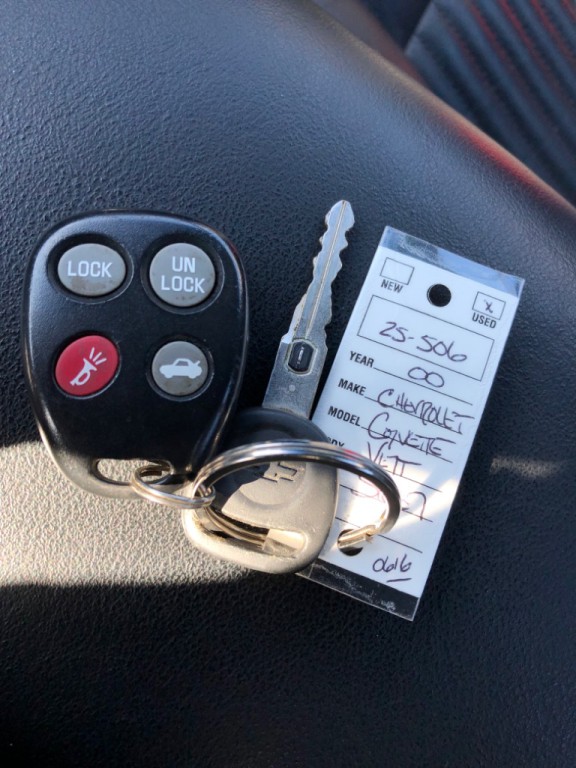 LOCK
UN
LOCK
NEW
X
USED
25-506
YEAR 00
MAKE CHEVROLET
MODEL CORVETTE
VETT
0616